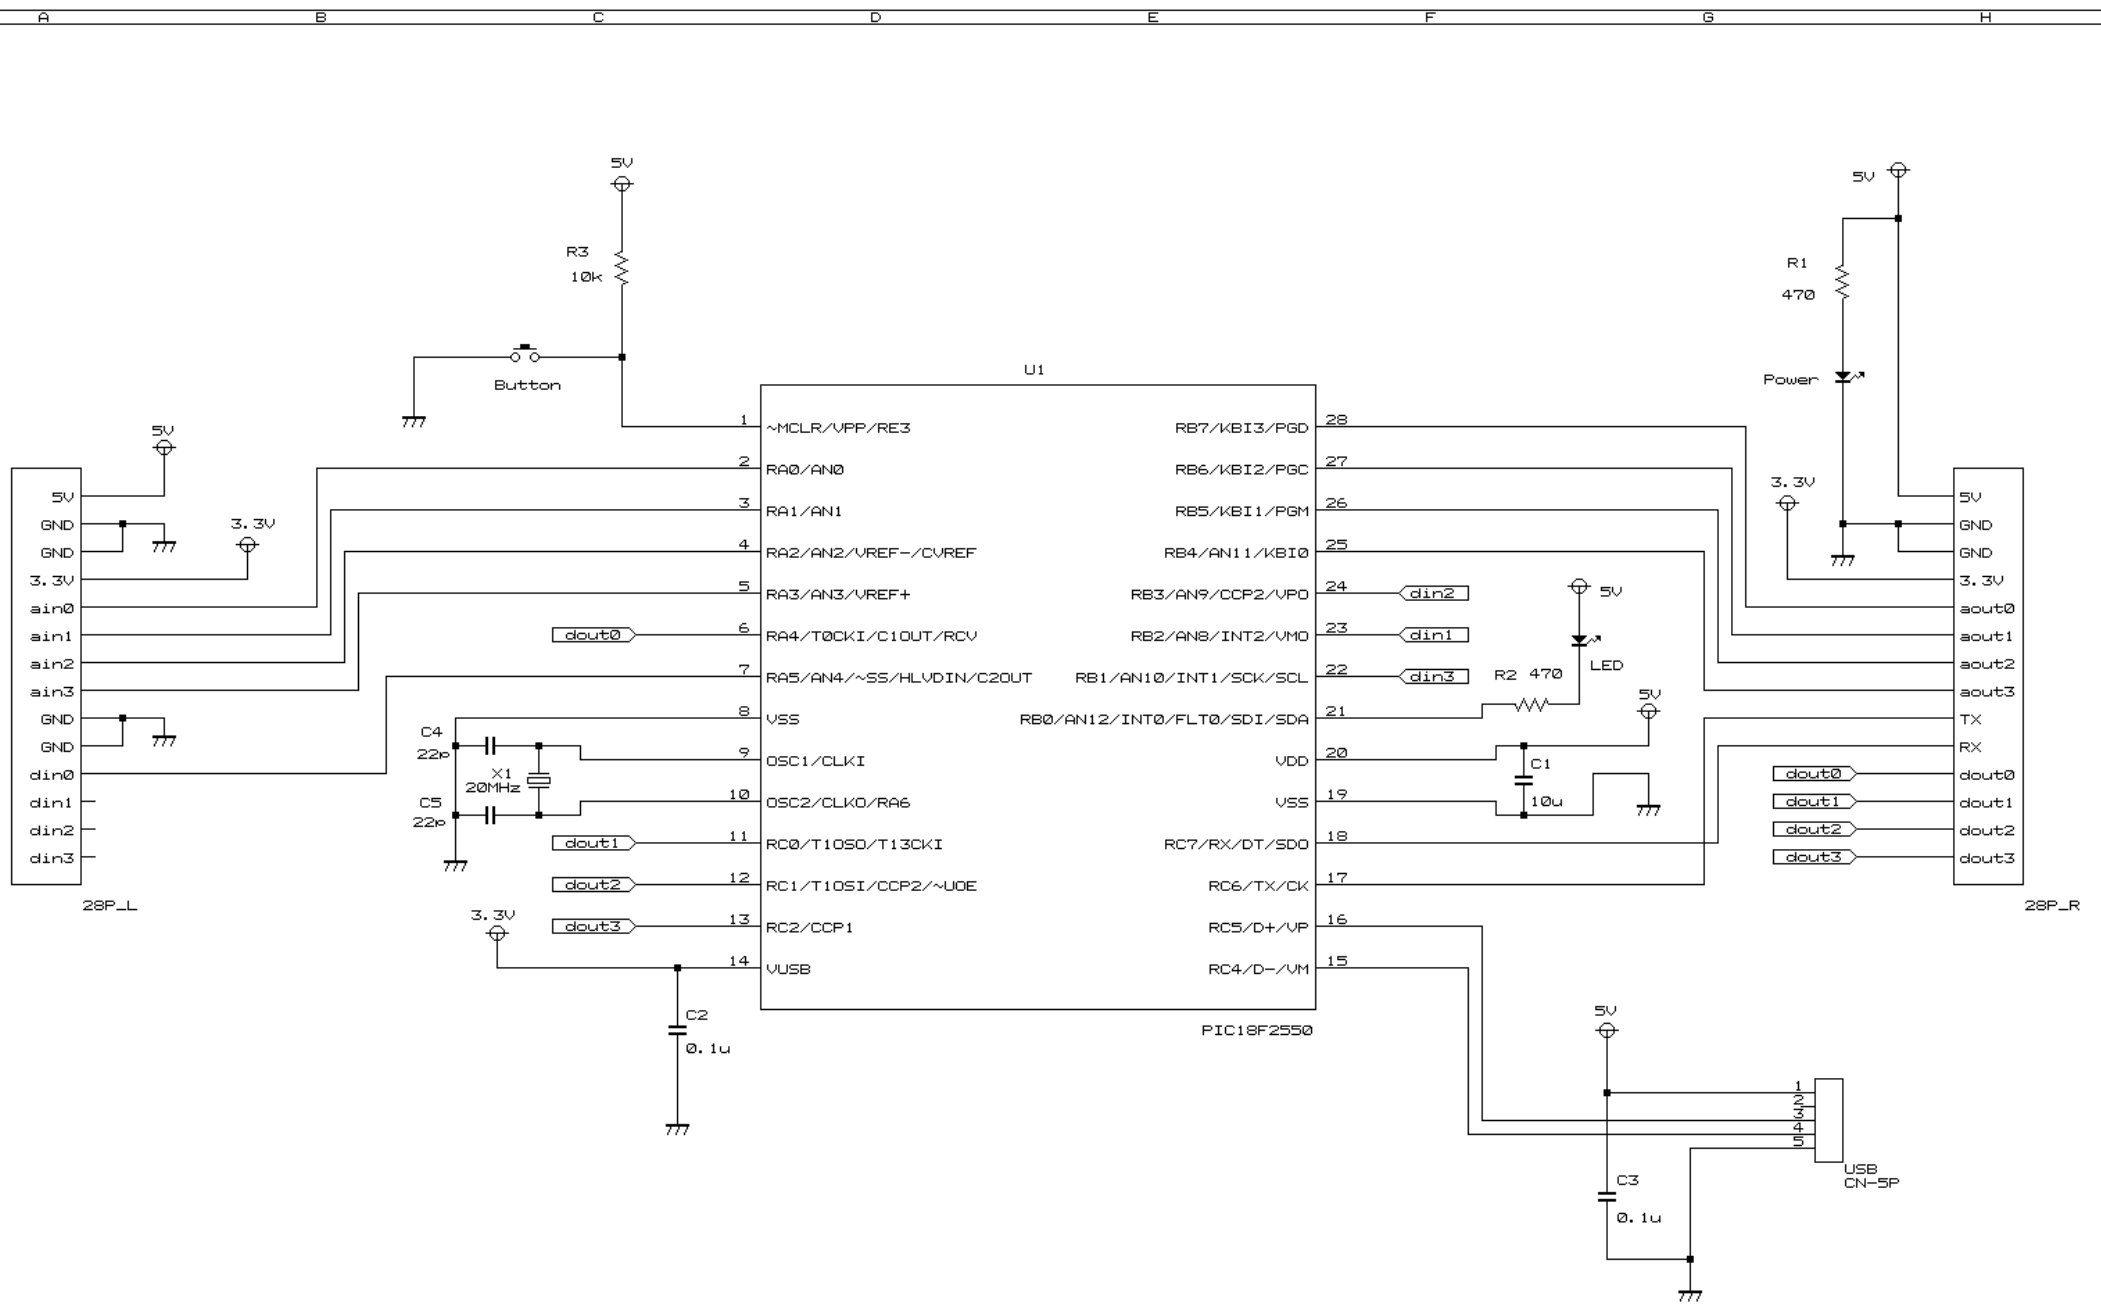 A B C D E F G H
5V
R3
10k
Button
5V
R1
470
Power
5V
5V
GND
GND
3.3V
3.3V
ain0
ain1
ain2
ain3
GND
GND
din0
din1
din2
din3
28P_L
dout0
C4
22p
X1
20MHz
C5
22p
dout1
dout2
dout3
3.3V
C2
0.1u
U1
1 ~MCLR/VPP/RE3
2 RA0/AN0
3 RA1/AN1
4 RA2/AN2/VREF-/CVREF
5 RA3/AN3/VREF+
6 RA4/T0CKI/C1OUT/RCV
7 RA5/AN4/~SS/HLVDIN/C2OUT
8 VSS
9 OSC1/CLKI
10 OSC2/CLKO/RA6
11 RC0/T1OSO/T13CKI
12 RC1/T1OSI/CCP2/~UOE
13 RC2/CCP1
14 VUSB
RB7/KBI3/PGD 28
RB6/KBI2/PGC 27
RB5/KBI1/PGM 26
RB4/AN11/KBI0 25
RB3/AN9/CCP2/VPO 24
RB2/AN8/INT2/VMO 23
RB1/AN10/INT1/SCK/SCL 22
RB0/AN12/INT0/FLT0/SDI/SDA 21
VDD 20
VSS 19
RC7/RX/DT/SDO 18
RC6/TX/CK 17
RC5/D+/VP 16
RC4/D-/VM 15
PIC18F2550
din2
din1
din3
5V
LED
R2 470
5V
C1
10u
3.3V
5V
GND
GND
3.3V
aout0
aout1
aout2
aout3
TX
RX
dout0 dout0
dout1 dout1
dout2 dout2
dout3 dout3
28P_R
5V
1
2
3
4
5
USB
CN-5P
C3
0.1u